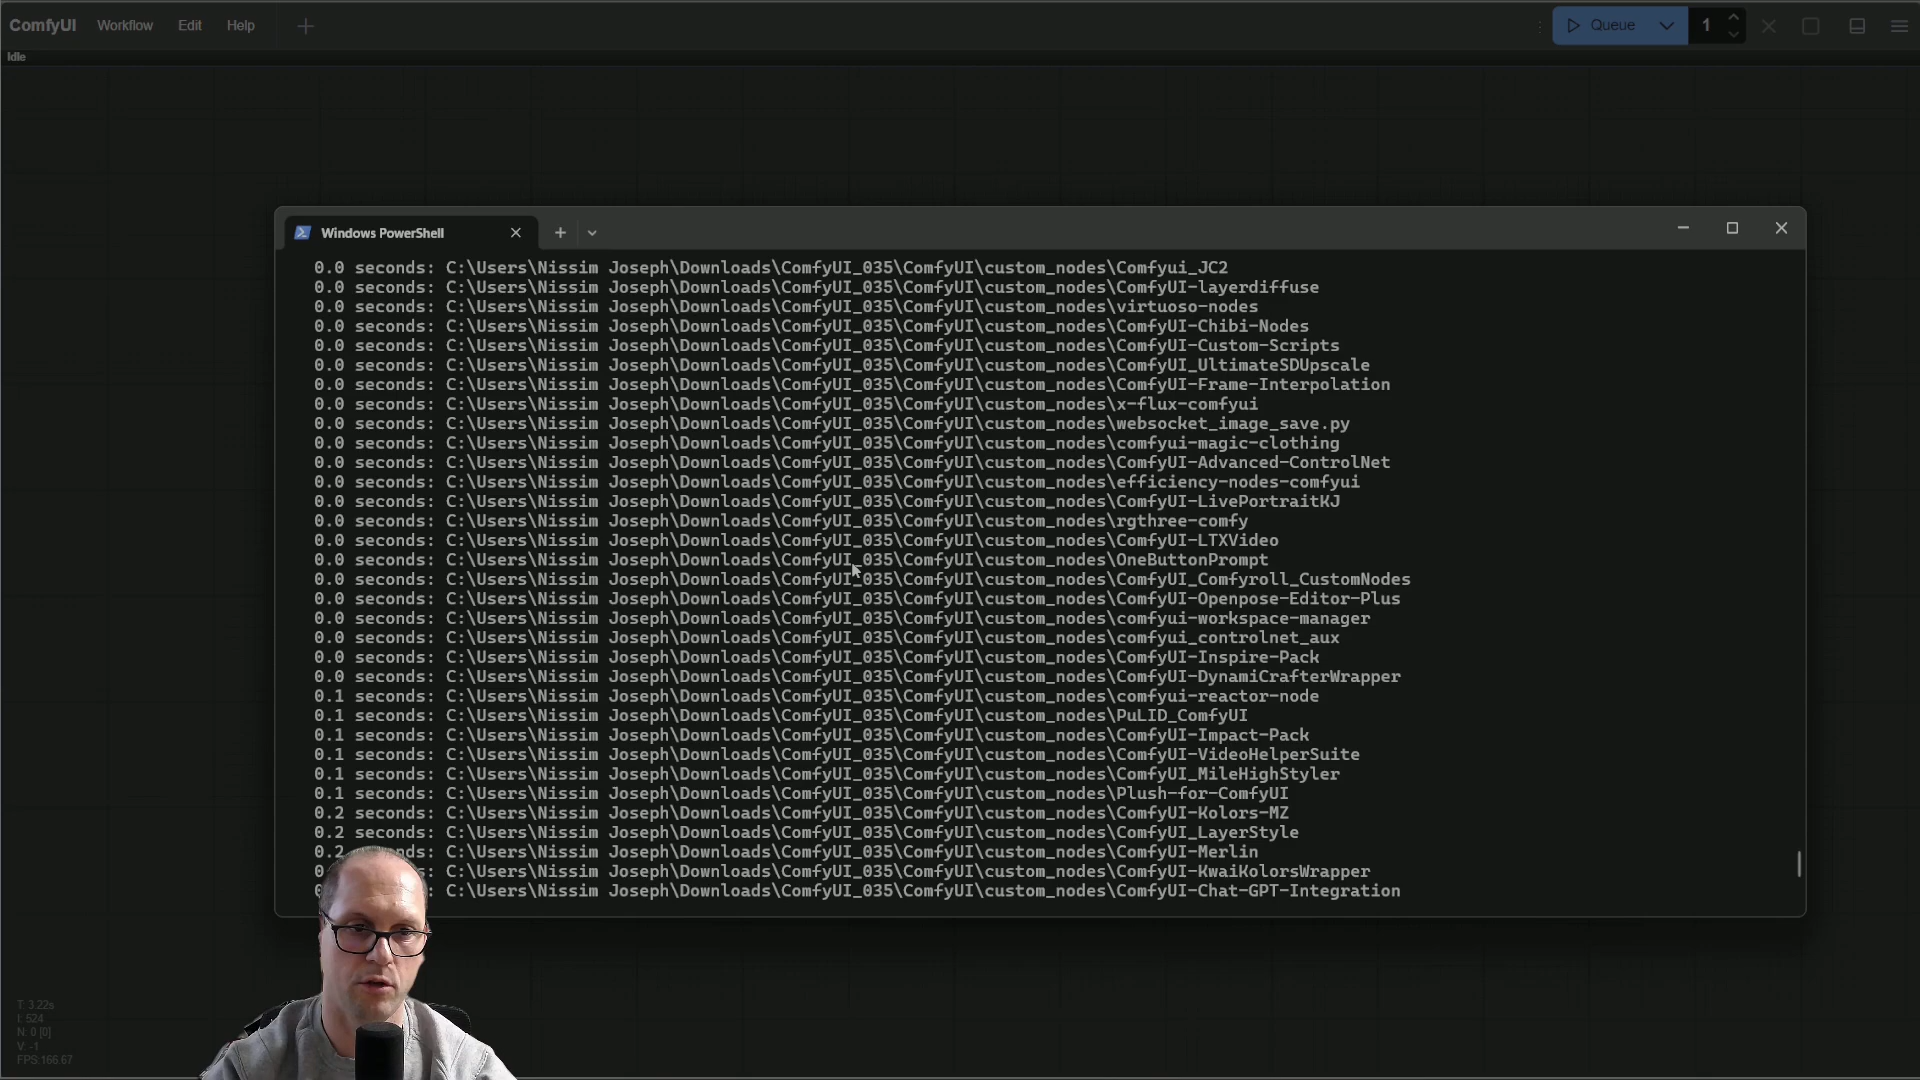 ComfyUI Workflow Edit Help +
Queue 1
Idle
Windows PowerShell
0.0 seconds: C:\Users\Nissim Joseph\Downloads\ComfyUI_035\ComfyUI\custom_nodes\Comfyui_JC2
0.0 seconds: C:\Users\Nissim Joseph\Downloads\ComfyUI_035\ComfyUI\custom_nodes\ComfyUI-layerdiffuse
0.0 seconds: C:\Users\Nissim Joseph\Downloads\ComfyUI_035\ComfyUI\custom_nodes\virtuoso-nodes
0.0 seconds: C:\Users\Nissim Joseph\Downloads\ComfyUI_035\ComfyUI\custom_nodes\ComfyUI-Chibi-Nodes
0.0 seconds: C:\Users\Nissim Joseph\Downloads\ComfyUI_035\ComfyUI\custom_nodes\ComfyUI-Custom-Scripts
0.0 seconds: C:\Users\Nissim Joseph\Downloads\ComfyUI_035\ComfyUI\custom_nodes\ComfyUI_UltimateSDUpscale
0.0 seconds: C:\Users\Nissim Joseph\Downloads\ComfyUI_035\ComfyUI\custom_nodes\ComfyUI-Frame-Interpolation
0.0 seconds: C:\Users\Nissim Joseph\Downloads\ComfyUI_035\ComfyUI\custom_nodes\x-flux-comfyui
0.0 seconds: C:\Users\Nissim Joseph\Downloads\ComfyUI_035\ComfyUI\custom_nodes\websocket_image_save.py
0.0 seconds: C:\Users\Nissim Joseph\Downloads\ComfyUI_035\ComfyUI\custom_nodes\comfyui-magic-clothing
0.0 seconds: C:\Users\Nissim Joseph\Downloads\ComfyUI_035\ComfyUI\custom_nodes\ComfyUI-Advanced-ControlNet
0.0 seconds: C:\Users\Nissim Joseph\Downloads\ComfyUI_035\ComfyUI\custom_nodes\efficiency-nodes-comfyui
0.0 seconds: C:\Users\Nissim Joseph\Downloads\ComfyUI_035\ComfyUI\custom_nodes\ComfyUI-LivePortraitKJ
0.0 seconds: C:\Users\Nissim Joseph\Downloads\ComfyUI_035\ComfyUI\custom_nodes\rgthree-comfy
0.0 seconds: C:\Users\Nissim Joseph\Downloads\ComfyUI_035\ComfyUI\custom_nodes\ComfyUI-LTXVideo
0.0 seconds: C:\Users\Nissim Joseph\Downloads\ComfyUI_035\ComfyUI\custom_nodes\OneButtonPrompt
0.0 seconds: C:\Users\Nissim Joseph\Downloads\ComfyUI_035\ComfyUI\custom_nodes\ComfyUI_Comfyroll_CustomNodes
0.0 seconds: C:\Users\Nissim Joseph\Downloads\ComfyUI_035\ComfyUI\custom_nodes\ComfyUI-Openpose-Editor-Plus
0.0 seconds: C:\Users\Nissim Joseph\Downloads\ComfyUI_035\ComfyUI\custom_nodes\comfyui-workspace-manager
0.0 seconds: C:\Users\Nissim Joseph\Downloads\ComfyUI_035\ComfyUI\custom_nodes\comfyui_controlnet_aux
0.0 seconds: C:\Users\Nissim Joseph\Downloads\ComfyUI_035\ComfyUI\custom_nodes\ComfyUI-Inspire-Pack
0.0 seconds: C:\Users\Nissim Joseph\Downloads\ComfyUI_035\ComfyUI\custom_nodes\ComfyUI-DynamiCrafterWrapper
0.1 seconds: C:\Users\Nissim Joseph\Downloads\ComfyUI_035\ComfyUI\custom_nodes\comfyui-reactor-node
0.1 seconds: C:\Users\Nissim Joseph\Downloads\ComfyUI_035\ComfyUI\custom_nodes\PuLID_ComfyUI
0.1 seconds: C:\Users\Nissim Joseph\Downloads\ComfyUI_035\ComfyUI\custom_nodes\ComfyUI-Impact-Pack
0.1 seconds: C:\Users\Nissim Joseph\Downloads\ComfyUI_035\ComfyUI\custom_nodes\ComfyUI-VideoHelperSuite
0.1 seconds: C:\Users\Nissim Joseph\Downloads\ComfyUI_035\ComfyUI\custom_nodes\ComfyUI_MileHighStyler
0.1 seconds: C:\Users\Nissim Joseph\Downloads\ComfyUI_035\ComfyUI\custom_nodes\Plush-for-ComfyUI
0.2 seconds: C:\Users\Nissim Joseph\Downloads\ComfyUI_035\ComfyUI\custom_nodes\ComfyUI-Kolors-MZ
0.2 seconds: C:\Users\Nissim Joseph\Downloads\ComfyUI_035\ComfyUI\custom_nodes\ComfyUI_LayerStyle
0.2 nds: C:\Users\Nissim Joseph\Downloads\ComfyUI_035\ComfyUI\custom_nodes\ComfyUI-Merlin
s: C:\Users\Nissim Joseph\Downloads\ComfyUI_035\ComfyUI\custom_nodes\ComfyUI-KwaiKolorsWrapper
s: C:\Users\Nissim Joseph\Downloads\ComfyUI_035\ComfyUI\custom_nodes\ComfyUI-Chat-GPT-Integration
T: 3.22s
I: 524
N: 0 [0]
V: -1
FPS:166.67